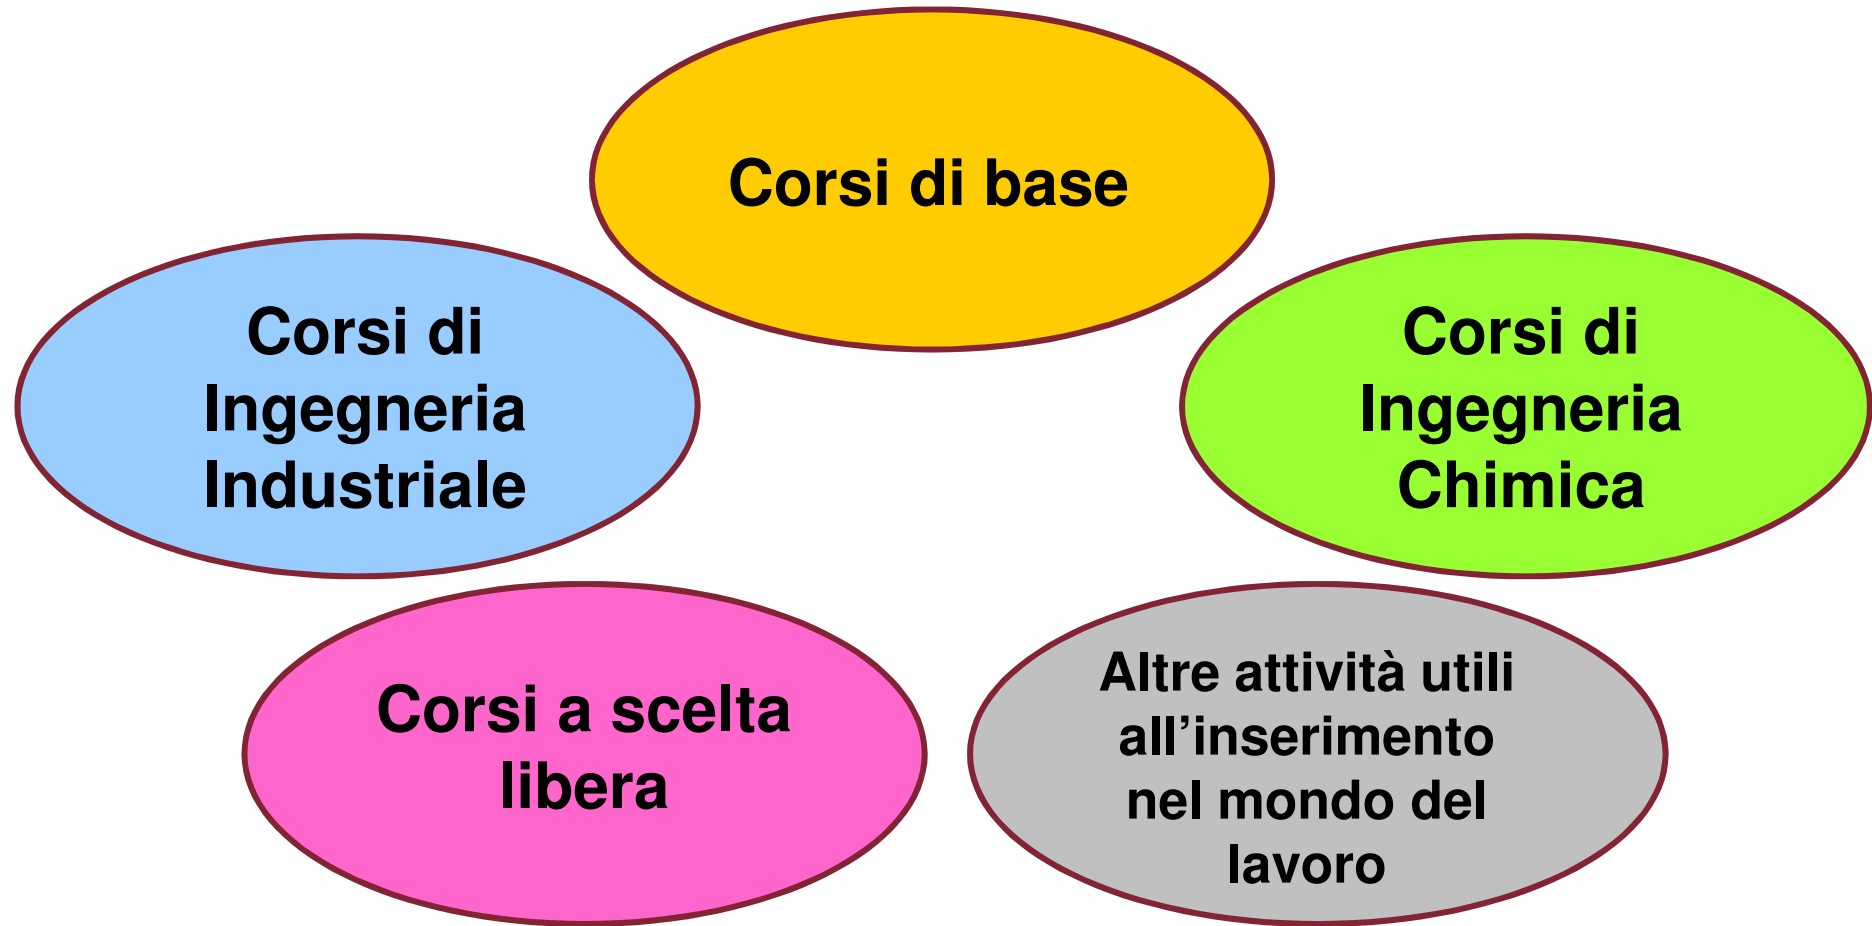 Corsi di base
Corsi di
Ingegneria
Industriale
Corsi di
Ingegneria
Chimica
Corsi a scelta
libera
Altre attività utili
all’inserimento
nel mondo del
lavoro